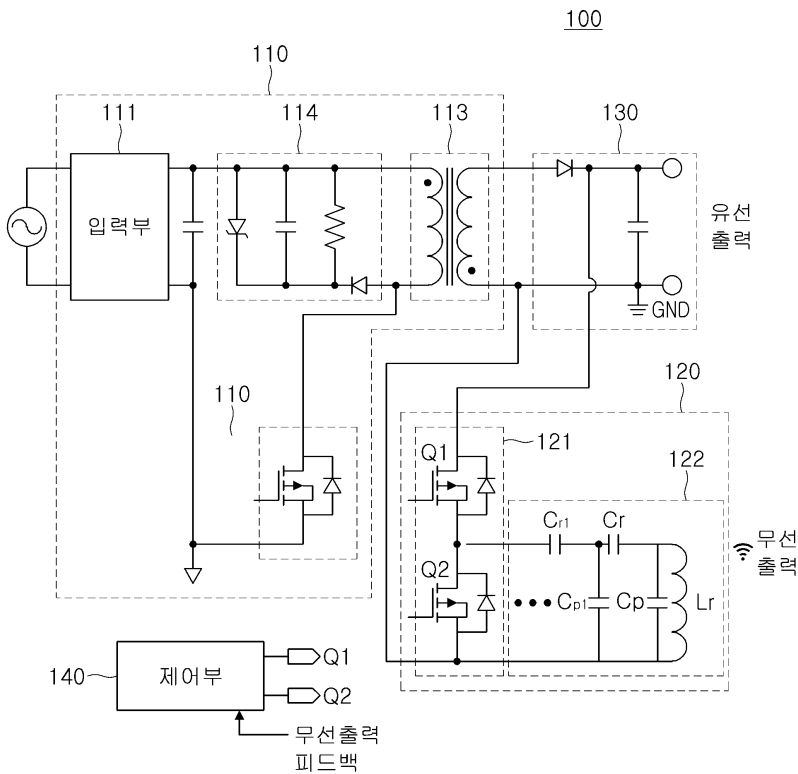 100
110
111
114
113
130
입력부
유선
출력
GND
110
120
121
122
Q1
Cr1
Cr
무선
출력
Q2
Cp1
Cp
Lr
140
제어부
Q1
Q2
무선출력
피드백